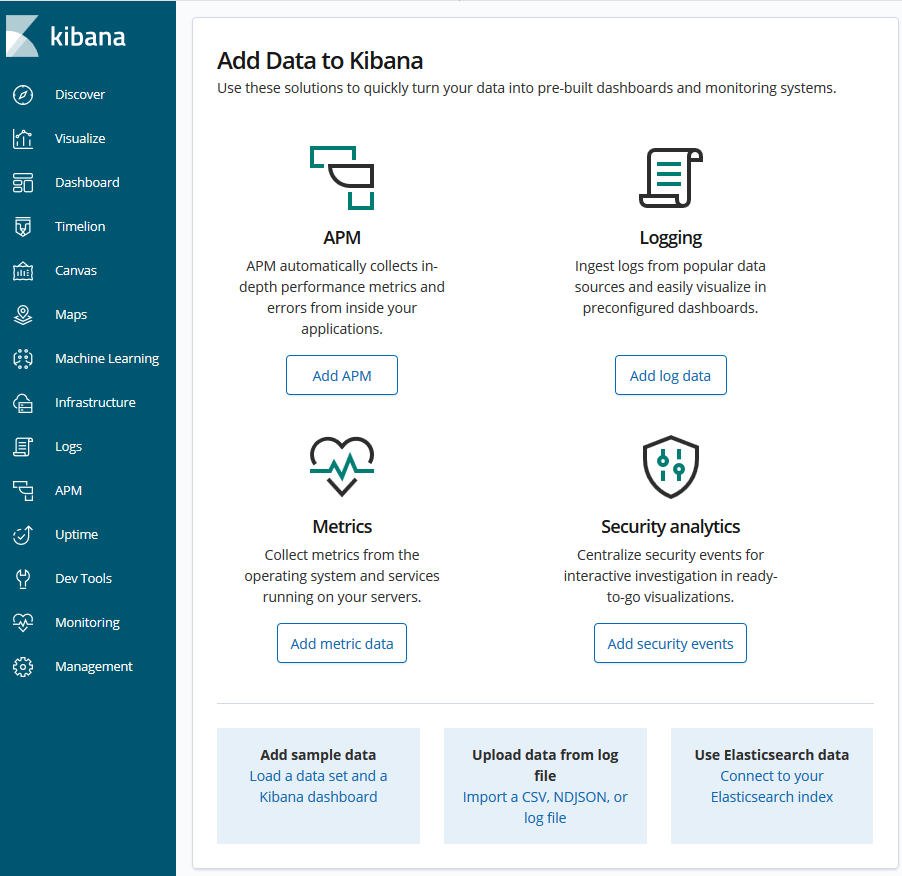 kibana
Discover
Visualize
Dashboard
Timelion
Canvas
Maps
Machine Learning
Infrastructure
Logs
APM
Uptime
Dev Tools
Monitoring
Management
Add Data to Kibana
Use these solutions to quickly turn your data into pre-built dashboards and monitoring systems.
APM
APM automatically collects in-
depth performance metrics and
errors from inside your
applications.
Add APM
Logging
Ingest logs from popular data
sources and easily visualize in
preconfigured dashboards.
Add log data
Metrics
Collect metrics from the
operating system and services
running on your servers.
Add metric data
Security analytics
Centralize security events for
interactive investigation in ready-
to-go visualizations.
Add security events
Add sample data
Load a data set and a
Kibana dashboard
Upload data from log
file
Import a CSV, NDJSON, or
log file
Use Elasticsearch data
Connect to your
Elasticsearch index